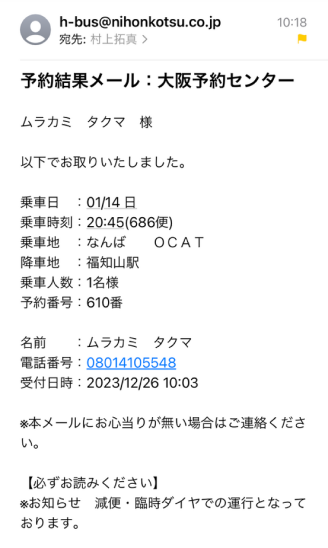 h-bus@nihonkotsu.co.jp
10:18
宛先: 村上拓真
予約結果メール：大阪予約センター
ムラカミ　タクマ　様
以下でお取りいたしました。
乗車日　：01/14 日
乗車時刻：20:45(686便)
乗車地　：なんば　　ＯＣＡＴ
降車地　：福知山駅
乗車人数：1名様
予約番号：610番
名前　　：ムラカミ　タクマ
電話番号：08014105548
受付日時：2023/12/26 10:03
※本メールにお心当りが無い場合はご連絡くださ
い。
【必ずお読みください】
※お知らせ　減便・臨時ダイヤでの運行となって
おります。